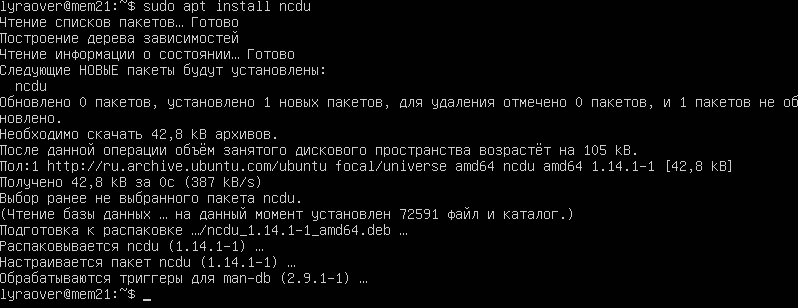 lyraover@mem21:~$ sudo apt install ncdu
Чтение списков пакетов… Готово
Построение дерева зависимостей
Чтение информации о состоянии… Готово
Следующие НОВЫЕ пакеты будут установлены:
  ncdu
Обновлено 0 пакетов, установлено 1 новых пакетов, для удаления отмечено 0 пакетов, и 1 пакетов не об
новлено.
Необходимо скачать 42,8 kB архивов.
После данной операции объём занятого дискового пространства возрастёт на 105 kB.
Пол:1 http://ru.archive.ubuntu.com/ubuntu focal/universe amd64 ncdu amd64 1.14.1-1 [42,8 kB]
Получено 42,8 kB за 0с (387 kB/s)
Выбор ранее не выбранного пакета ncdu.
(Чтение базы данных … на данный момент установлен 72591 файл и каталог.)
Подготовка к распаковке …/ncdu_1.14.1-1_amd64.deb …
Распаковывается ncdu (1.14.1-1) …
Настраивается пакет ncdu (1.14.1-1) …
Обрабатываются триггеры для man-db (2.9.1-1) …
lyraover@mem21:~$ _